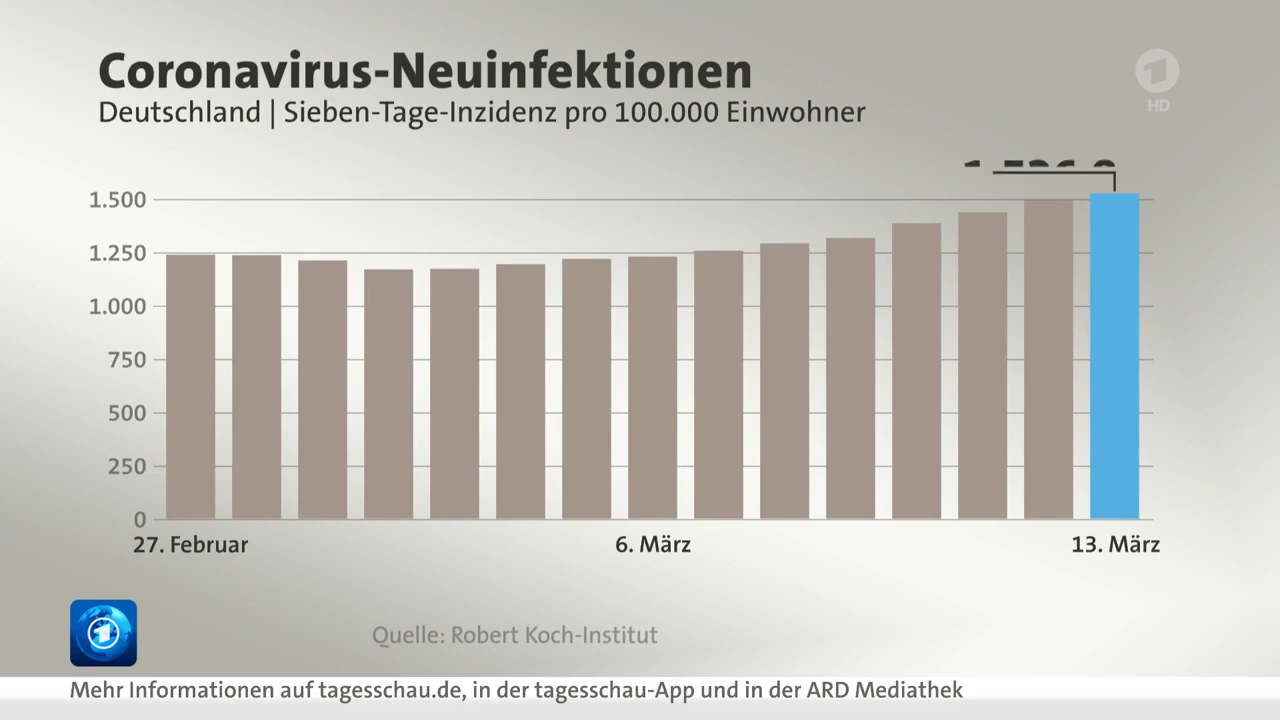 Coronavirus-Neuinfektionen
Deutschland | Sieben-Tage-Inzidenz pro 100.000 Einwohner
1
HD
1.500
1.250
1.000
750
500
250
0
27. Februar
6. März
13. März
1
Quelle: Robert Koch-Institut
Mehr Informationen auf tagesschau.de, in der tagesschau-App und in der ARD Mediathek